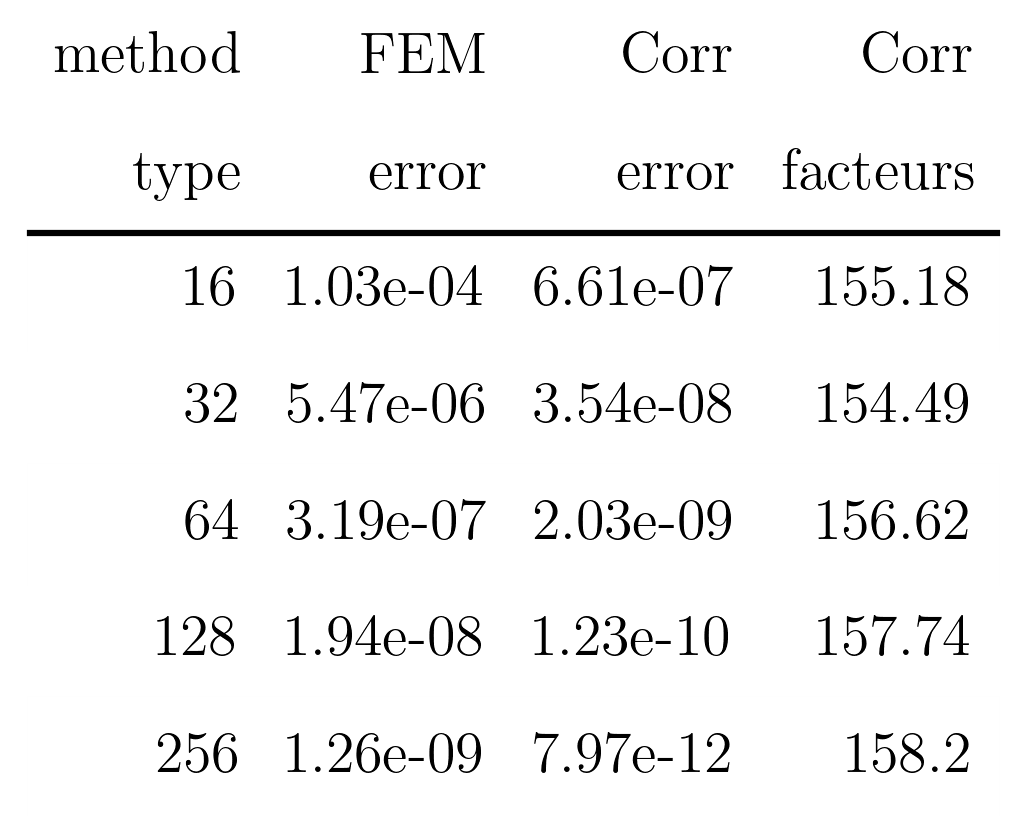 method FEM Corr Corr
type error error facteurs
16 1.03e-04 6.61e-07 155.18
32 5.47e-06 3.54e-08 154.49
64 3.19e-07 2.03e-09 156.62
128 1.94e-08 1.23e-10 157.74
256 1.26e-09 7.97e-12 158.2